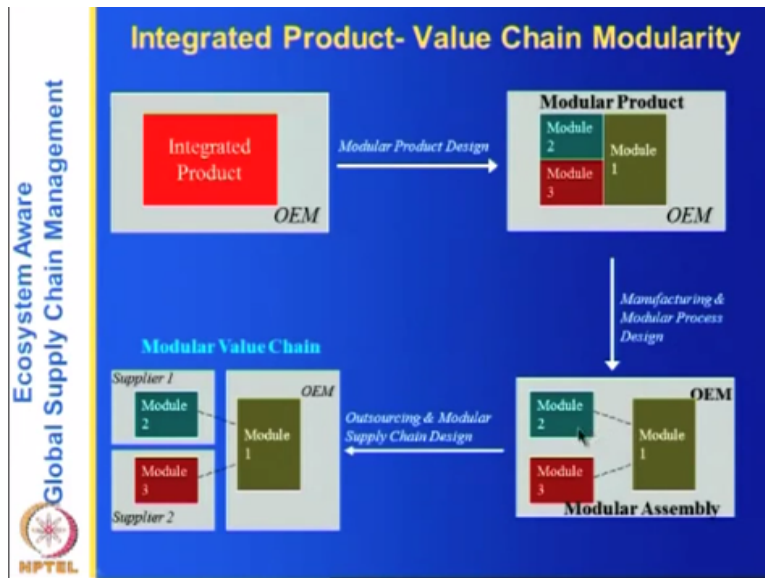 Integrated Product- Value Chain Modularity
Ecosystem Aware
Global Supply Chain Management
Integrated
Product
OEM
Modular Product Design
Modular Product
Module
2
Module
3
Module
1
OEM
Manufacturing &
Modular Process
Design
Modular Value Chain
Supplier 1
Module
2
Module
3
Supplier 2
OEM
Module
1
Outsourcing & Modular
Supply Chain Design
OEM
Module
2
Module
3
Module
1
Modular Assembly
NPTEL